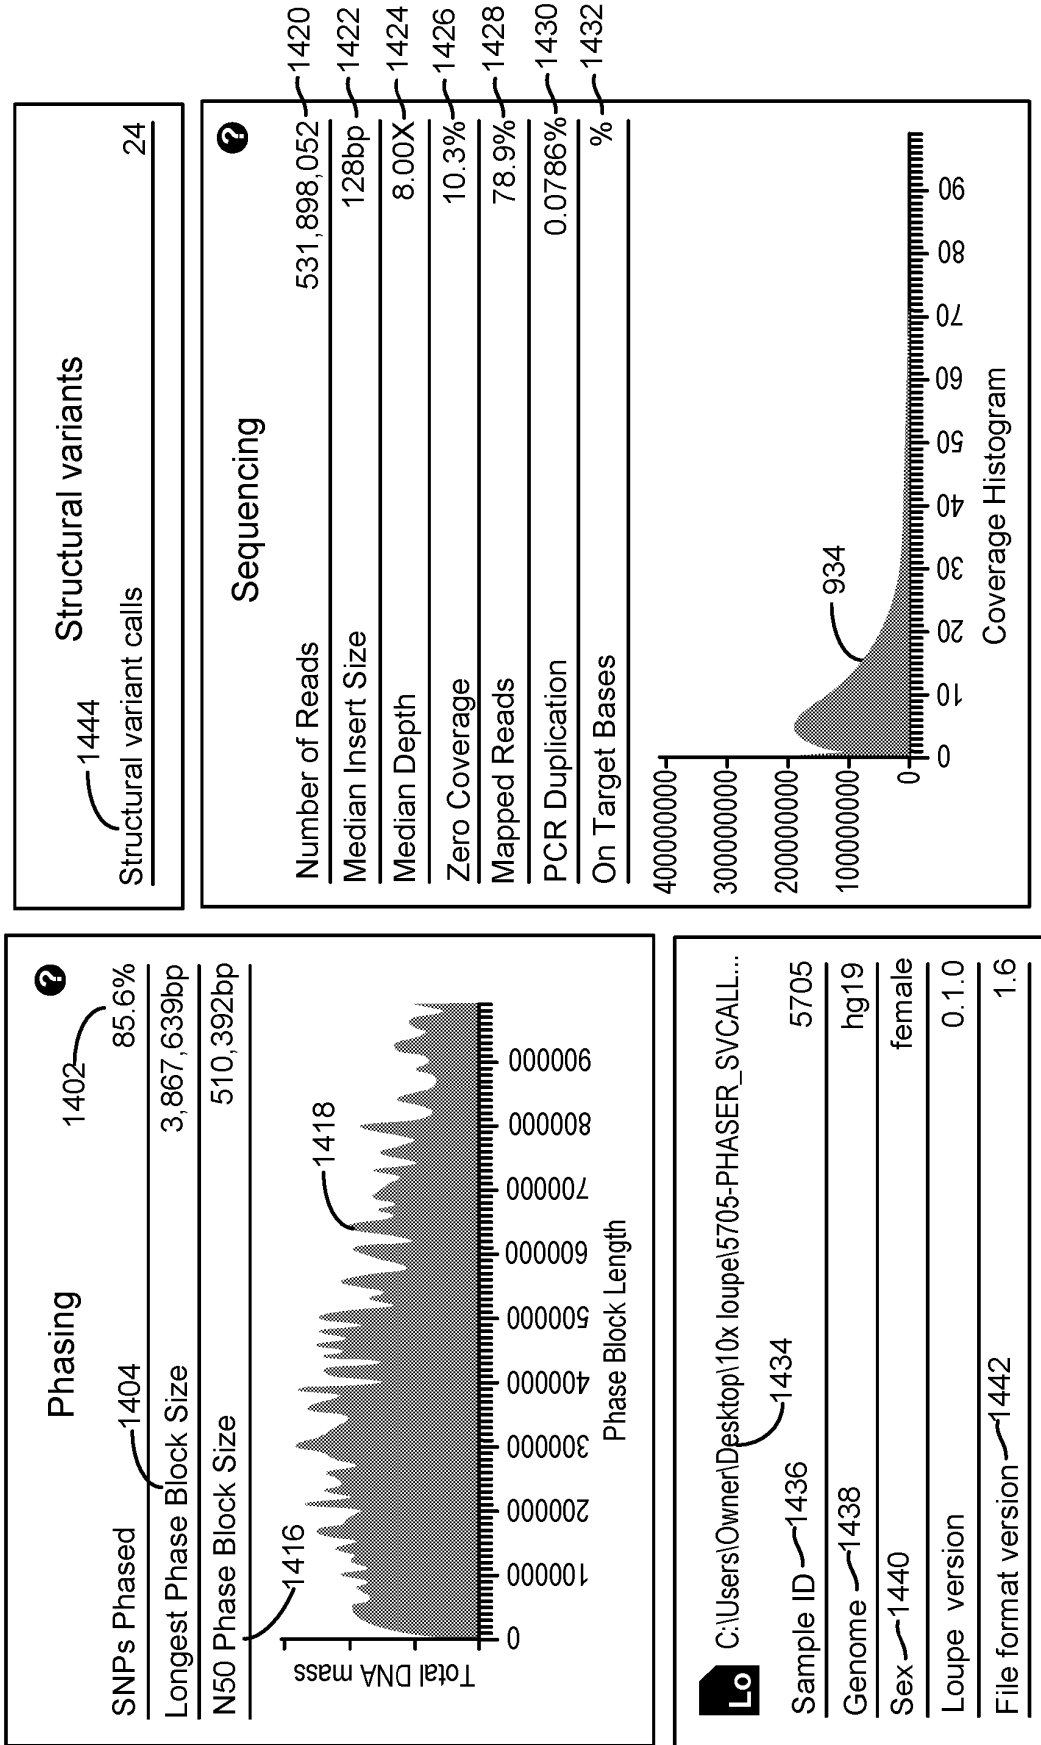 Phasing
?
1402
SNPs Phased 85.6%
1404
Longest Phase Block Size 3,867,639bp
N50 Phase Block Size 510,392bp
1416
1418
Total DNA mass
0 100000 200000 300000 400000 500000 600000 700000 800000 900000
Phase Block Length
Lo C:\Users\Owner\Desktop\10x loupe\5705-PHASER_SVCALL...
1434
Sample ID 1436 5705
Genome 1438 hg19
Sex 1440 female
Loupe version 0.1.0
File format version 1442 1.6
Structural variants
1444
Structural variant calls 24
Sequencing
?
Number of Reads 531,898,052 1420
Median Insert Size 128bp 1422
Median Depth 8.00X 1424
Zero Coverage 10.3% 1426
Mapped Reads 78.9% 1428
PCR Duplication 0.0786% 1430
On Target Bases % 1432
400000000
300000000
200000000
100000000
0
934
0 10 20 30 40 50 60 70 80 90
Coverage Histogram